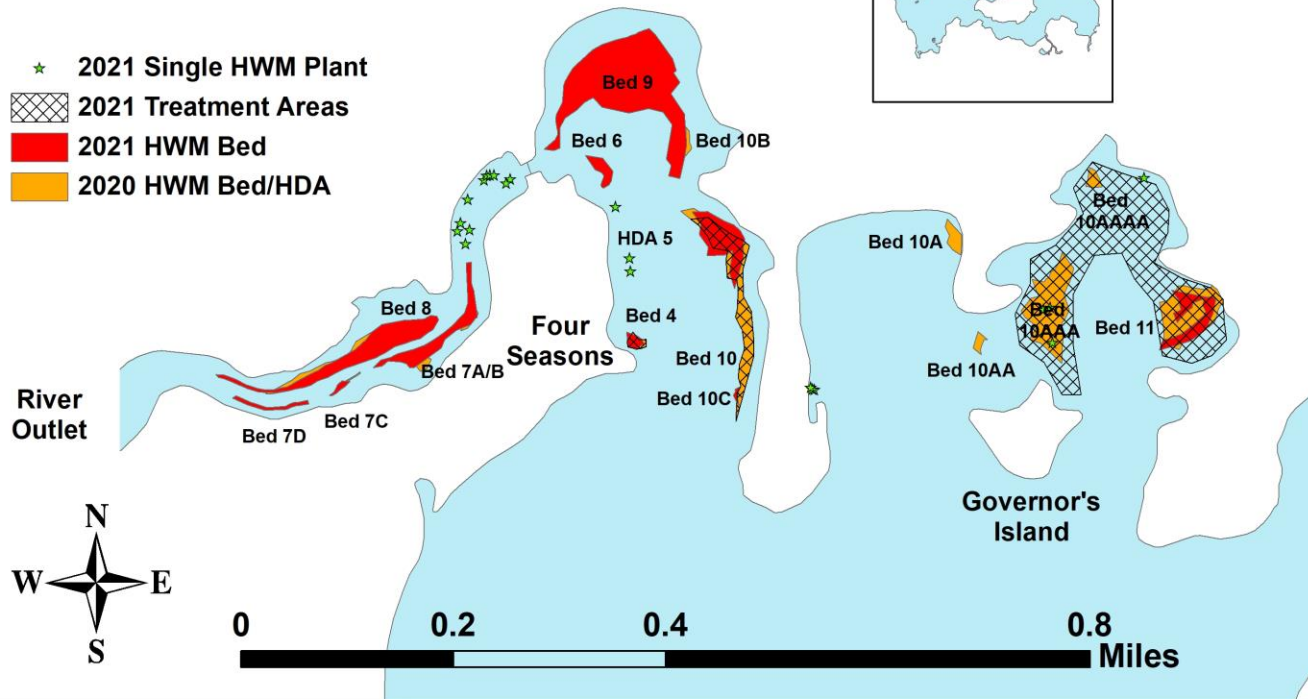 2021 Single HWM Plant
2021 Treatment Areas
2021 HWM Bed
2020 HWM Bed/HDA
Bed 9
Bed 6
Bed 10B
Bed
10AAAA
HDA 5
Bed 10A
Bed 8
Four
Seasons
Bed 4
Bed
10AAA
Bed 11
Bed 10
Bed 10AA
Bed 7A/B
Bed 10C
River
Outlet
Bed 7C
Bed 7D
Governor's
Island
N
W
E
S
0
0.2
0.4
0.8
Miles